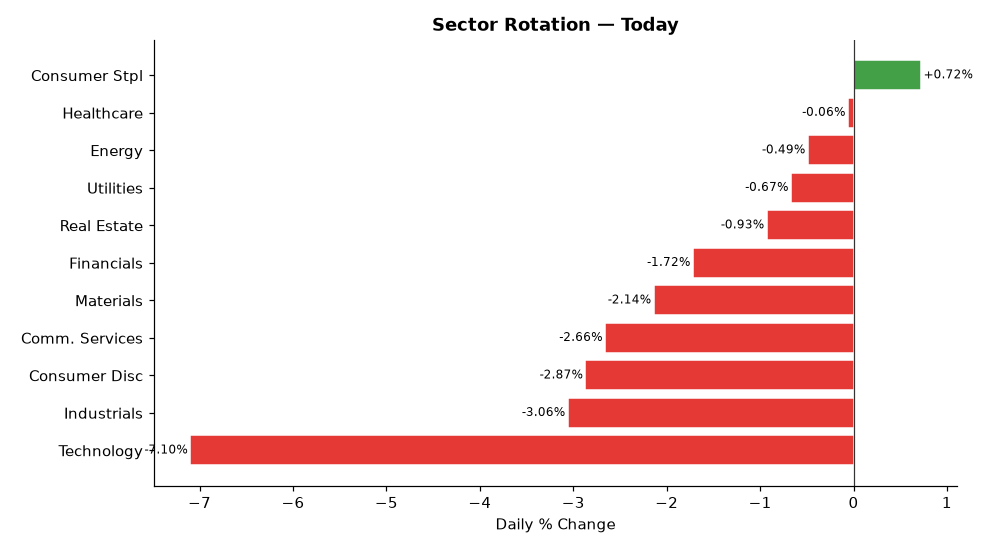 Sector Rotation — Today
Consumer Stpl +0.72%
Healthcare -0.06%
Energy -0.49%
Utilities -0.67%
Real Estate -0.93%
Financials -1.72%
Materials -2.14%
Comm. Services -2.66%
Consumer Disc -2.87%
Industrials -3.06%
Technology -7.10%
−7 −6 −5 −4 −3 −2 −1 0 1
Daily % Change